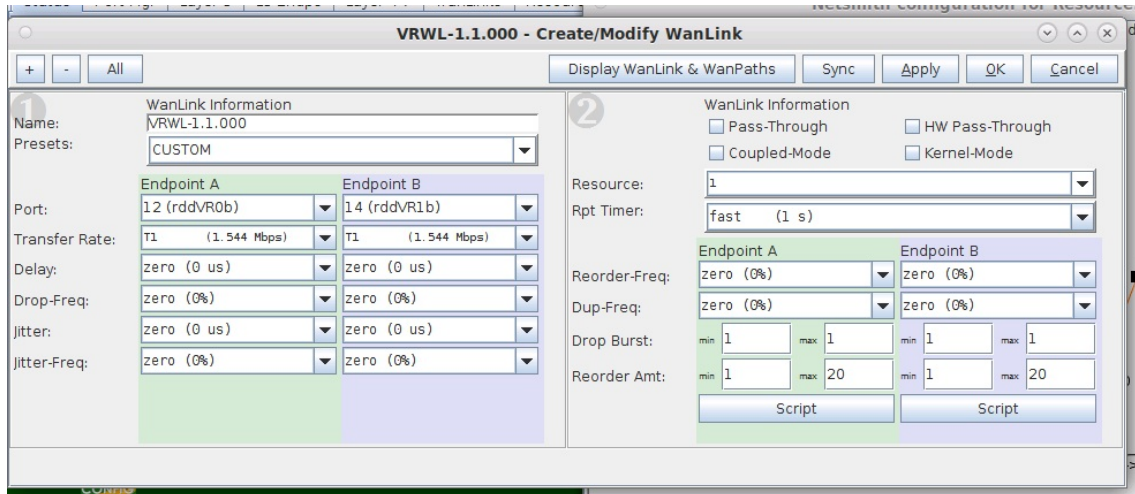 VRWL-1.1.000 - Create/Modify WanLink
+ - All Display WanLink & WanPaths Sync Apply OK Cancel
1
WanLink Information
Name: VRWL-1.1.000
Presets: CUSTOM
Endpoint A Endpoint B
Port: 12 (rddVR0b) 14 (rddVR1b)
Transfer Rate: T1 (1.544 Mbps) T1 (1.544 Mbps)
Delay: zero (0 us) zero (0 us)
Drop-Freq: zero (0%) zero (0%)
Jitter: zero (0 us) zero (0 us)
Jitter-Freq: zero (0%) zero (0%)
2
WanLink Information
Pass-Through HW Pass-Through
Coupled-Mode Kernel-Mode
Resource: 1
Rpt Timer: fast (1 s)
Endpoint A Endpoint B
Reorder-Freq: zero (0%) zero (0%)
Dup-Freq: zero (0%) zero (0%)
Drop Burst: min 1 max 1 min 1 max 1
Reorder Amt: min 1 max 20 min 1 max 20
Script Script